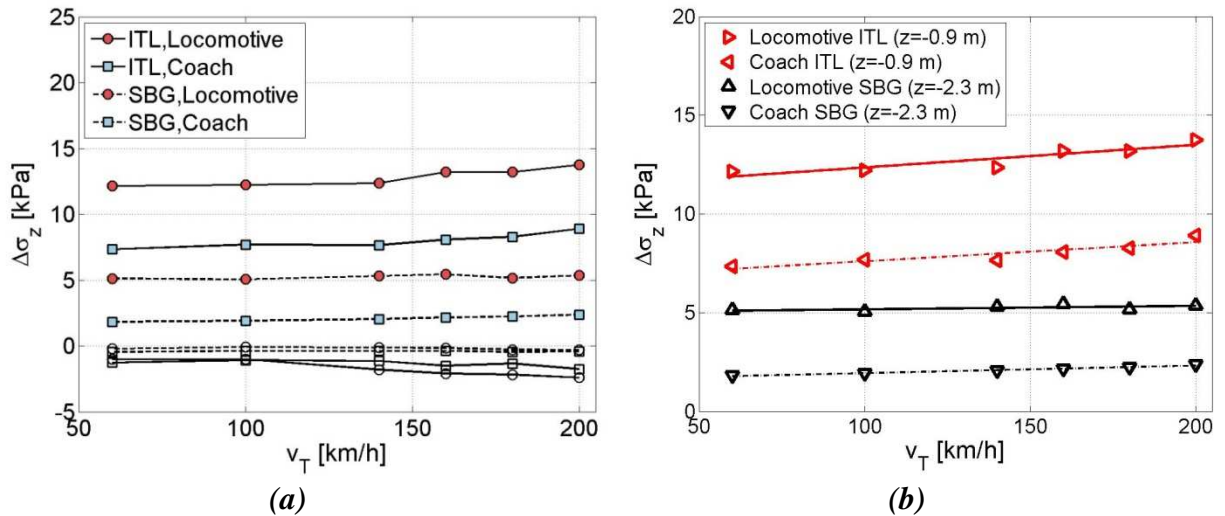 25
20
15
10
5
0
-5
Δσz [kPa]
ITL,Locomotive
ITL,Coach
SBG,Locomotive
SBG,Coach
50
100
150
200
vT [km/h]
(a)
20
15
10
5
0
Δσz [kPa]
Locomotive ITL (z=-0.9 m)
Coach ITL (z=-0.9 m)
Locomotive SBG (z=-2.3 m)
Coach SBG (z=-2.3 m)
50
100
150
200
vT [km/h]
(b)